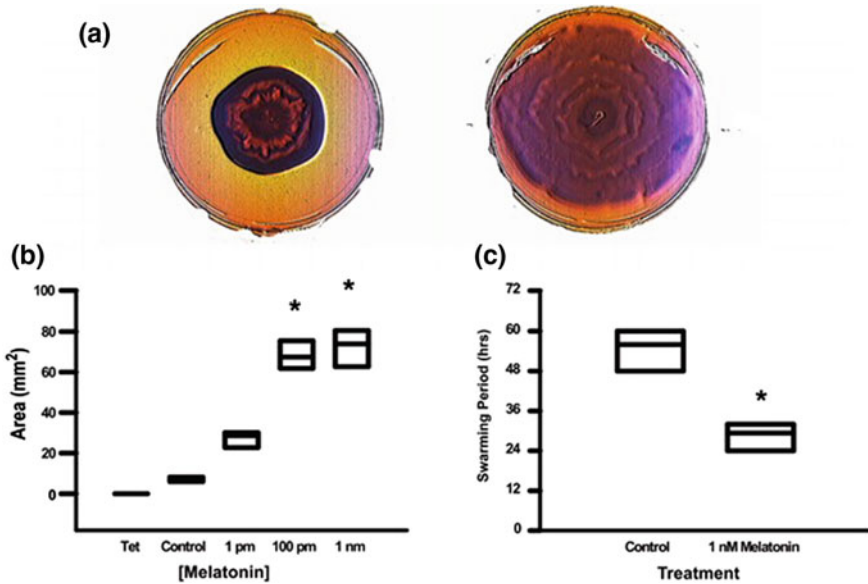 (a)
(b)
100
80
60
40
20
0
Area (mm²)
*
*
Tet Control 1 pm 100 pm 1 nm
[Melatonin]
(c)
72
60
48
36
24
12
0
Swarming Period (hrs)
*
Control 1 nM Melatonin
Treatment